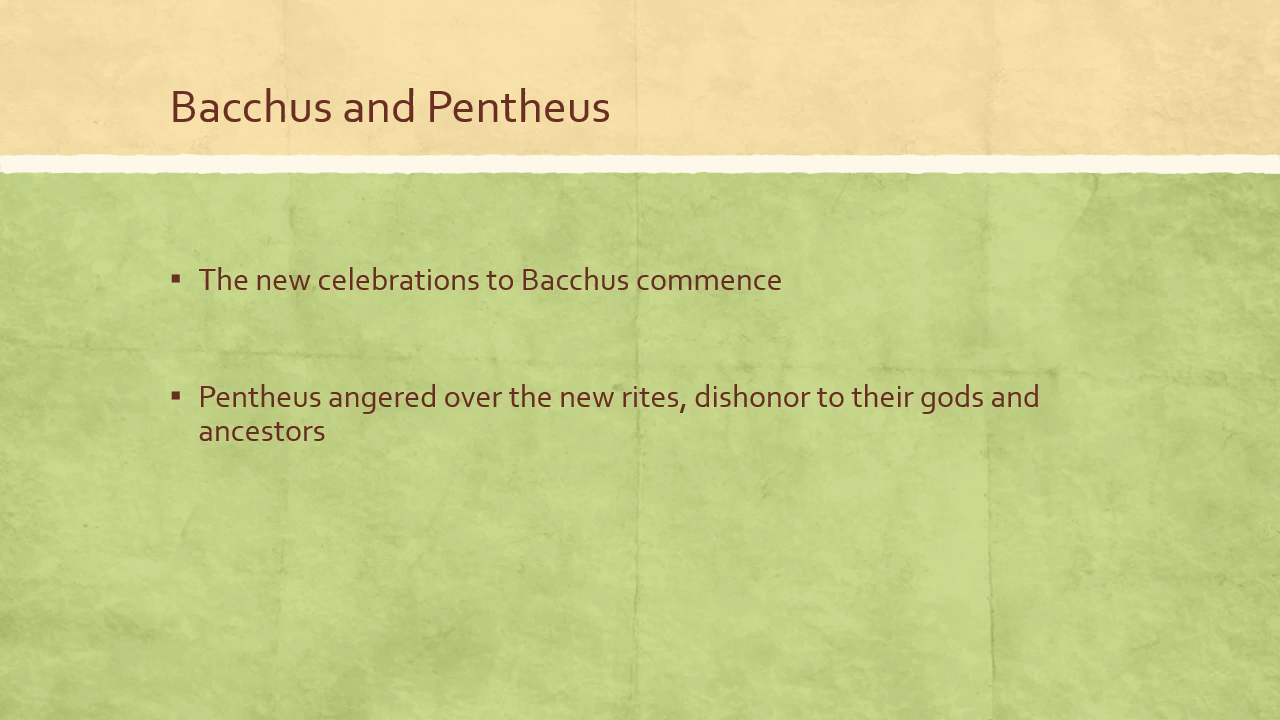 Bacchus and Pentheus
▪ The new celebrations to Bacchus commence
▪ Pentheus angered over the new rites, dishonor to their gods and
ancestors